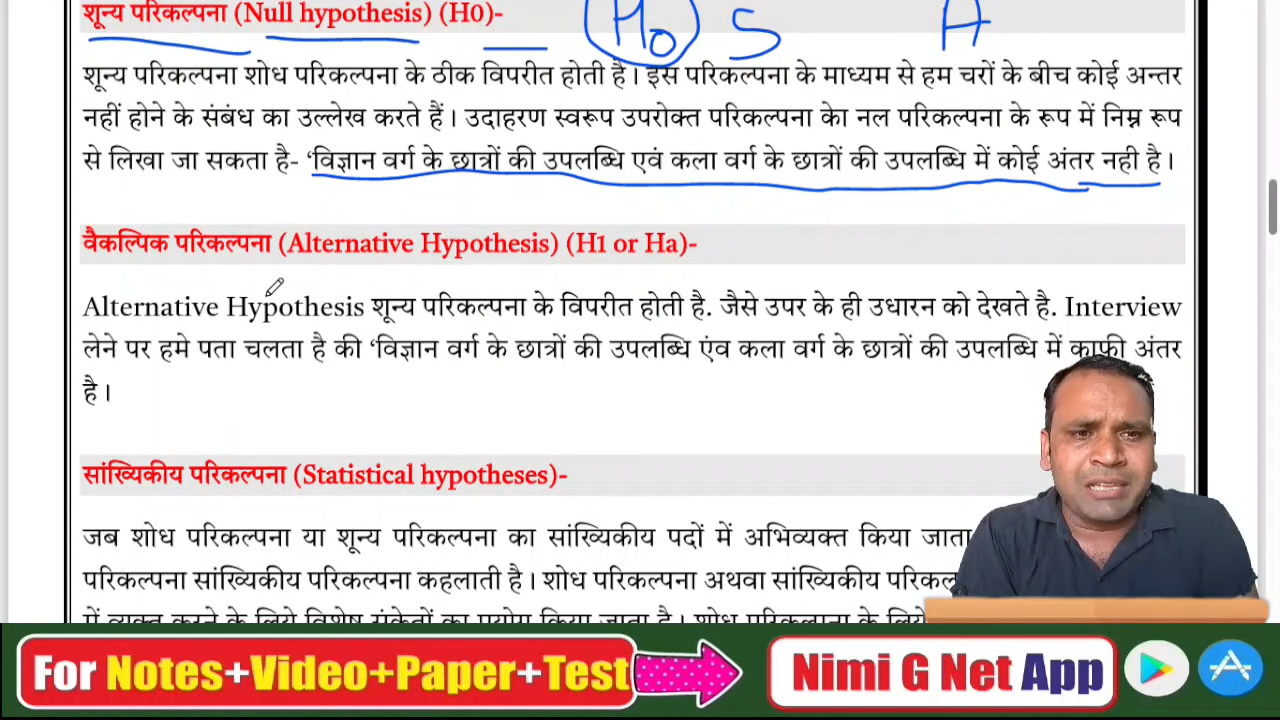 शून्य परिकल्पना (Null hypothesis) (H0)-
H0 S A
शून्य परिकल्पना शोध परिकल्पना के ठीक विपरीत होती है। इस परिकल्पना के माध्यम से हम चरों के बीच कोई अन्तर
नहीं होने के संबंध का उल्लेख करते हैं। उदाहरण स्वरूप उपरोक्त परिकल्पना केा नल परिकल्पना के रूप में निम्न रूप
से लिखा जा सकता है- ‘विज्ञान वर्ग के छात्रों की उपलब्धि एवं कला वर्ग के छात्रों की उपलब्धि में कोई अंतर नही है।
वैकल्पिक परिकल्पना (Alternative Hypothesis) (H1 or Ha)-
Alternative Hypothesis शून्य परिकल्पना के विपरीत होती है. जैसे उपर के ही उधारन को देखते है. Interview
लेने पर हमे पता चलता है की ‘विज्ञान वर्ग के छात्रों की उपलब्धि एंव कला वर्ग के छात्रों की उपलब्धि में काफी अंतर
है।
सांख्यिकीय परिकल्पना (Statistical hypotheses)-
जब शोध परिकल्पना या शून्य परिकल्पना का सांख्यिकीय पदों में अभिव्यक्त किया जाता
परिकल्पना सांख्यिकीय परिकल्पना कहलाती है। शोध परिकल्पना अथवा सांख्यिकीय
में व्यक्त करने के लिये विशेष संकेतों का प्रयोग किया जाता है। शोध परिकल्पना के लिये
For Notes+Video+Paper+Test Nimi G Net App